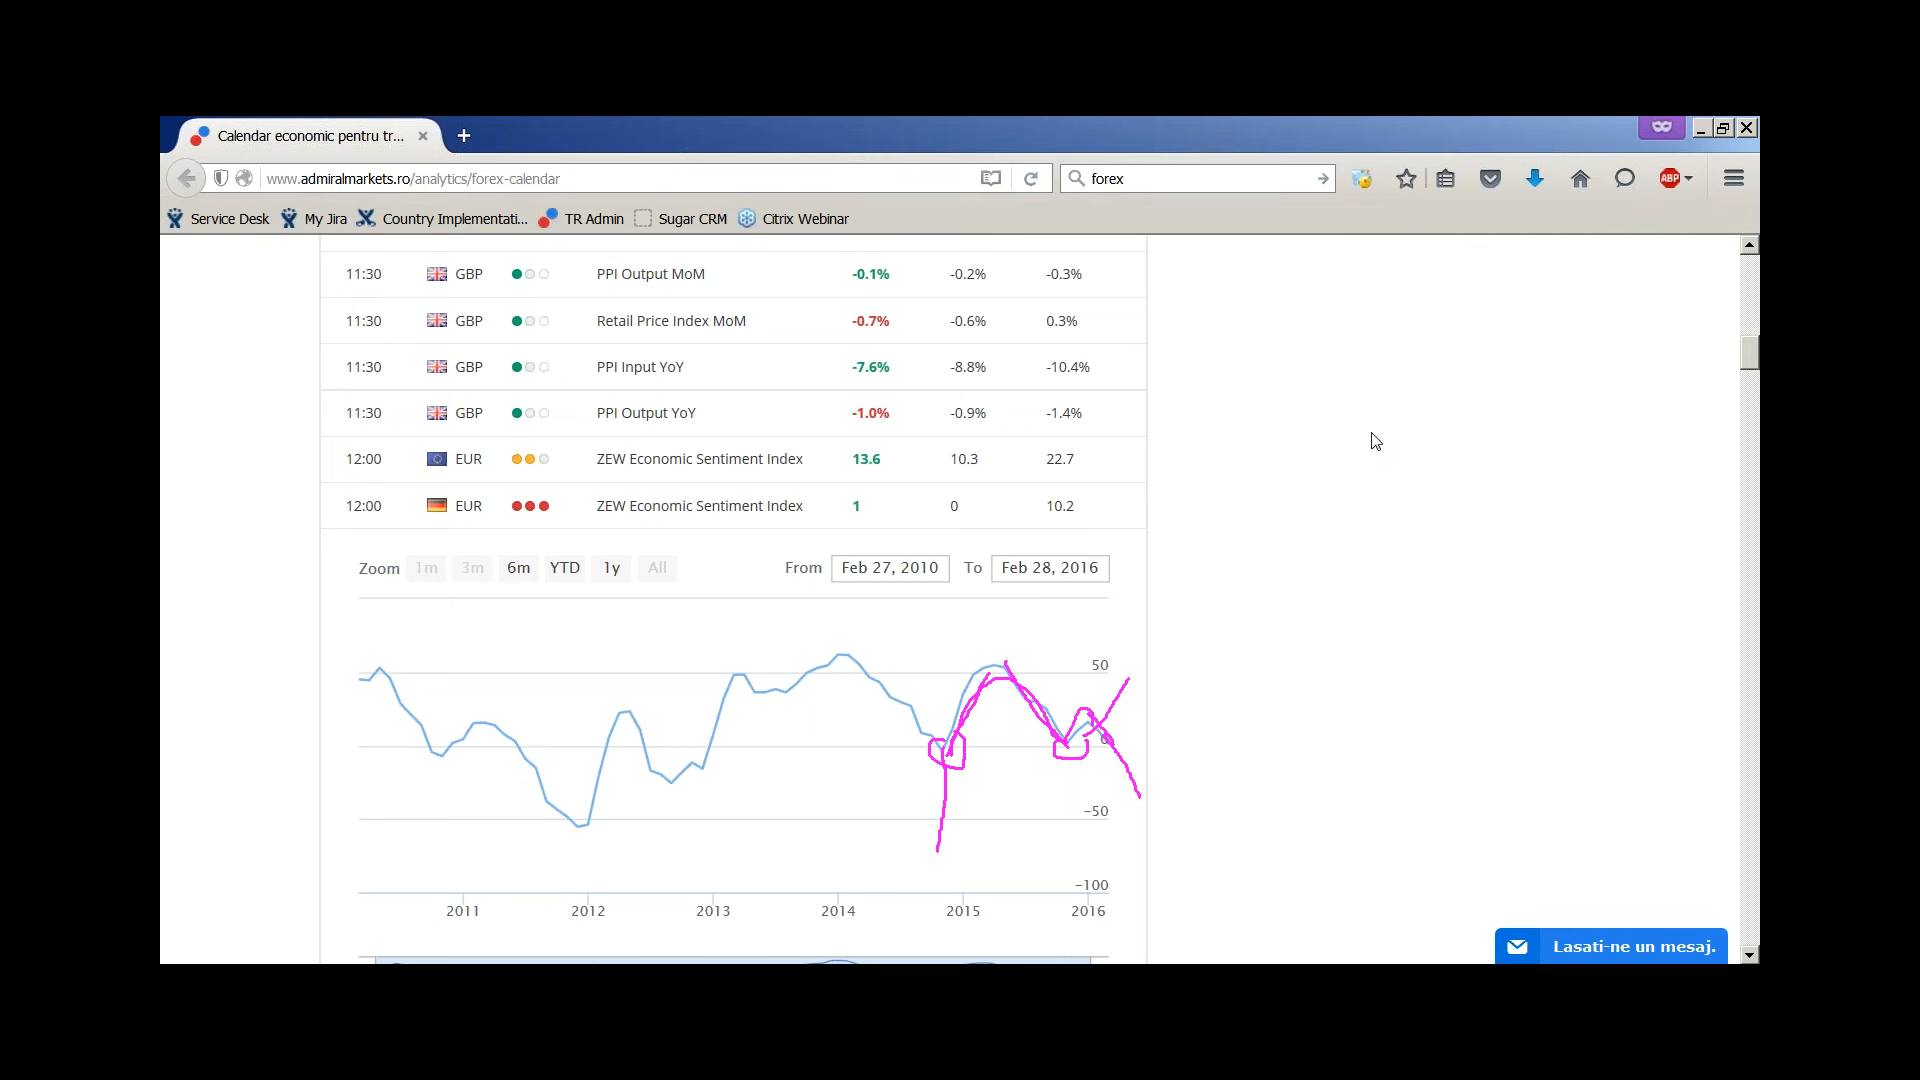 Calendar economic pentru tr...
www.admiralmarkets.ro/analytics/forex-calendar
forex
ABP
Service Desk My Jira Country Implementati... TR Admin Sugar CRM Citrix Webinar
11:30 GBP PPI Output MoM -0.1% -0.2% -0.3%
11:30 GBP Retail Price Index MoM -0.7% -0.6% 0.3%
11:30 GBP PPI Input YoY -7.6% -8.8% -10.4%
11:30 GBP PPI Output YoY -1.0% -0.9% -1.4%
12:00 EUR ZEW Economic Sentiment Index 13.6 10.3 22.7
12:00 EUR ZEW Economic Sentiment Index 1 0 10.2
Zoom 1m 3m 6m YTD 1y All From Feb 27, 2010 To Feb 28, 2016
50
0
-50
-100
2011 2012 2013 2014 2015 2016
Lasati-ne un mesaj.